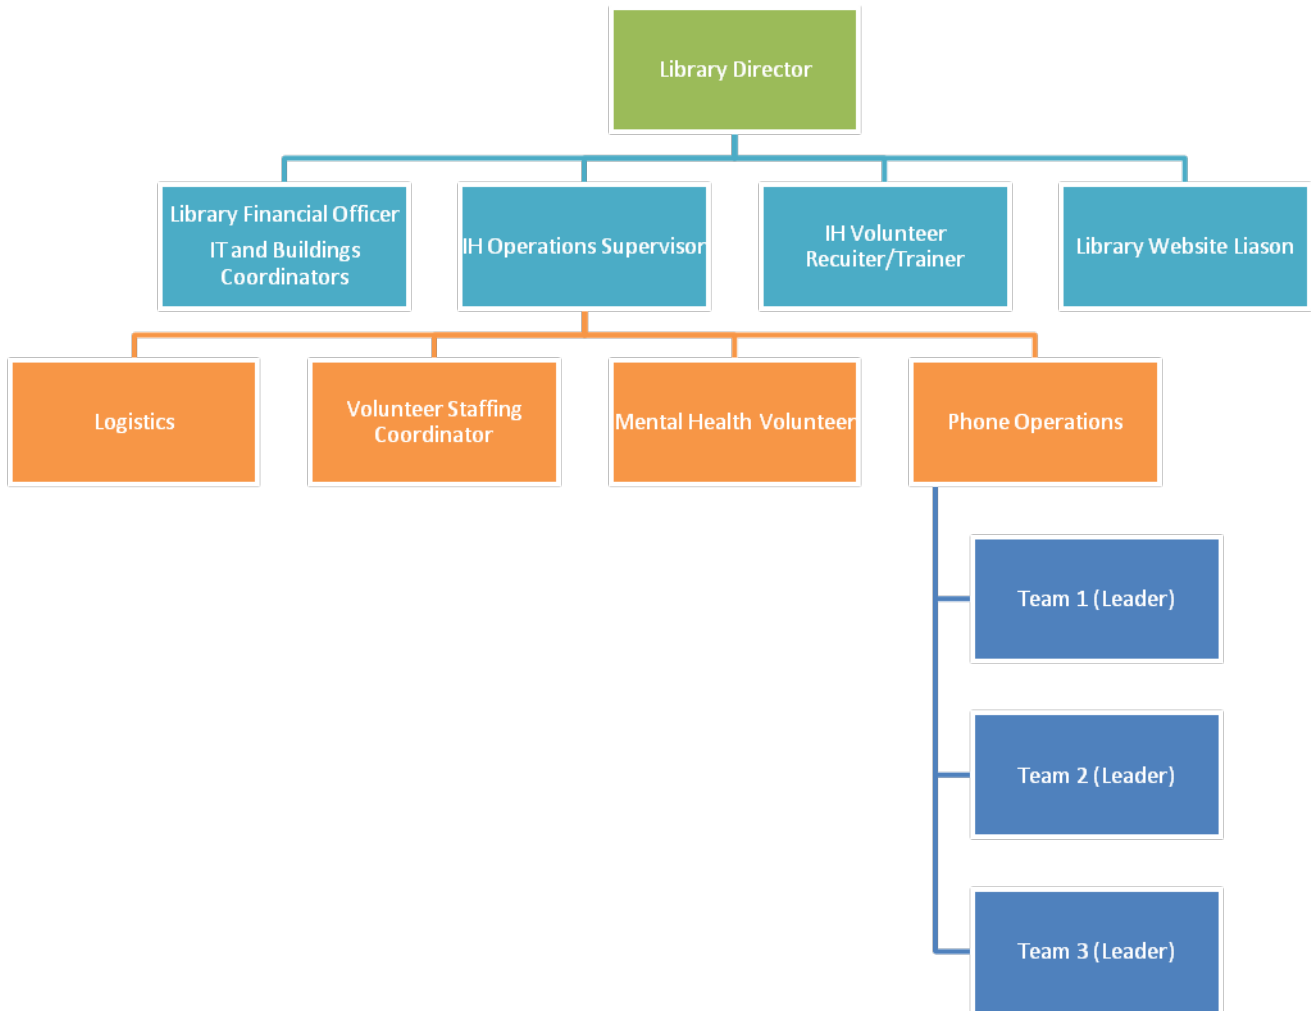 Library Director
Library Financial Officer
IT and Buildings
Coordinators
IH Operations Supervisor
IH Volunteer
Recuiter/Trainer
Library Website Liason
Logistics
Volunteer Staffing
Coordinator
Mental Health Volunteer
Phone Operations
Team 1 (Leader)
Team 2 (Leader)
Team 3 (Leader)